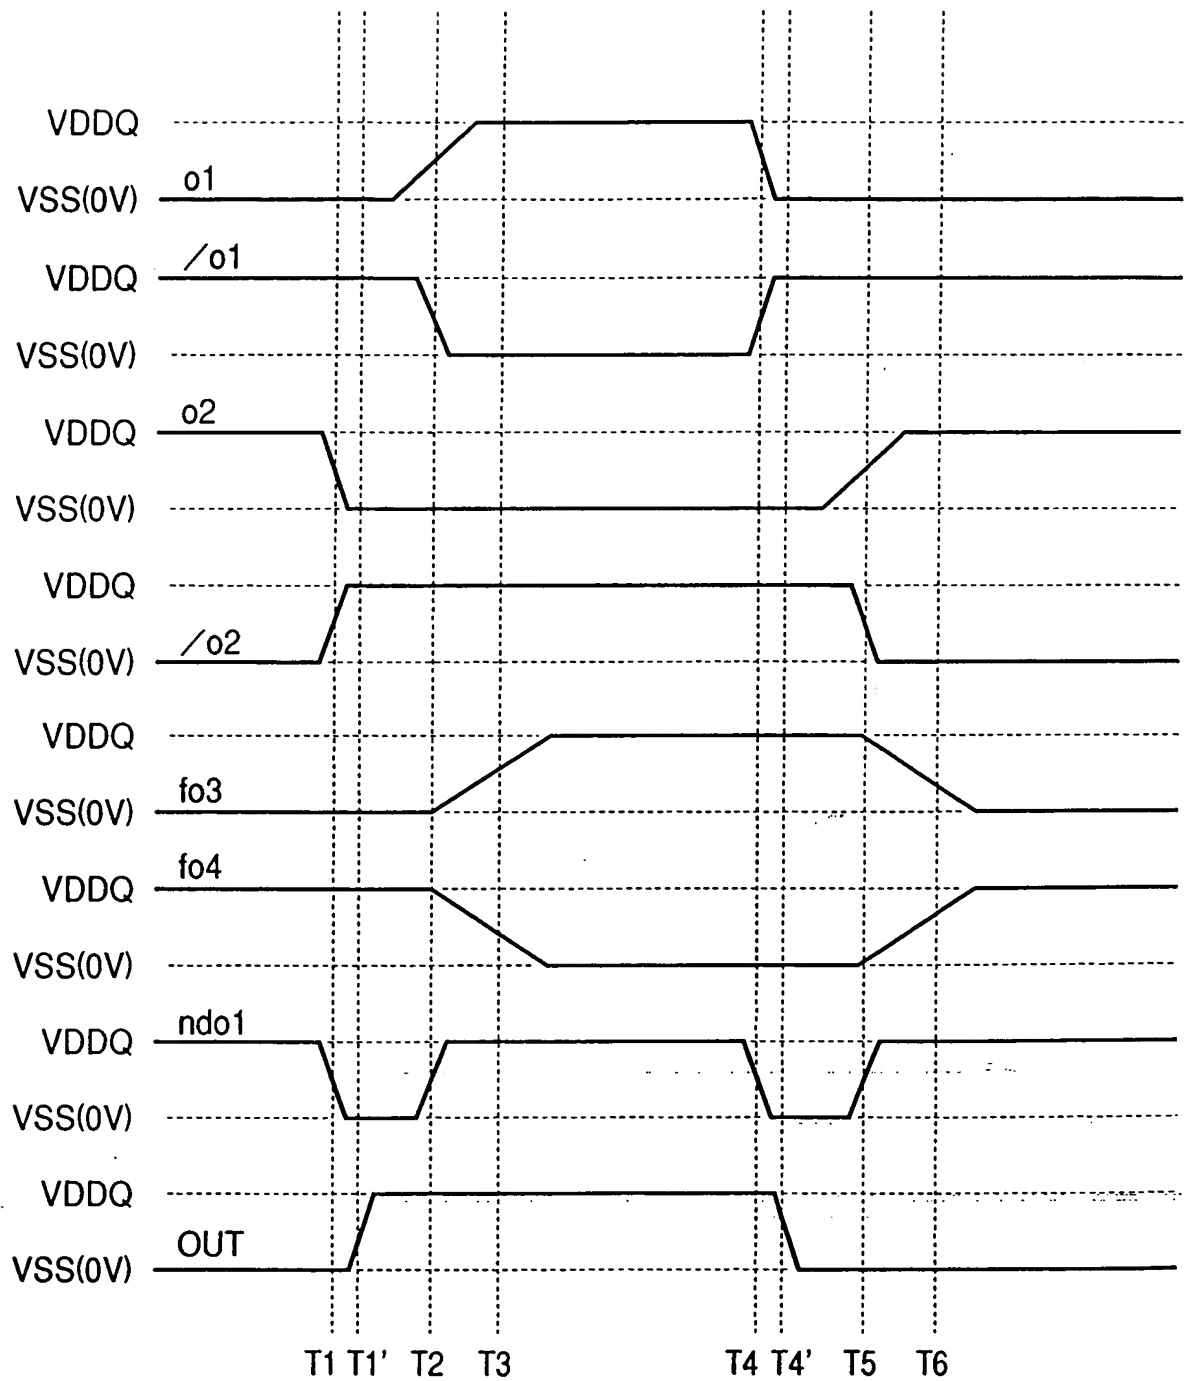 VDDQ
o1
VSS(0V)
/o1
VDDQ
VSS(0V)
o2
VDDQ
VSS(0V)
VDDQ
/o2
VSS(0V)
VDDQ
fo3
VSS(0V)
fo4
VDDQ
VSS(0V)
ndo1
VDDQ
VSS(0V)
VDDQ
OUT
VSS(0V)
T1 T1' T2 T3 T4 T4' T5 T6